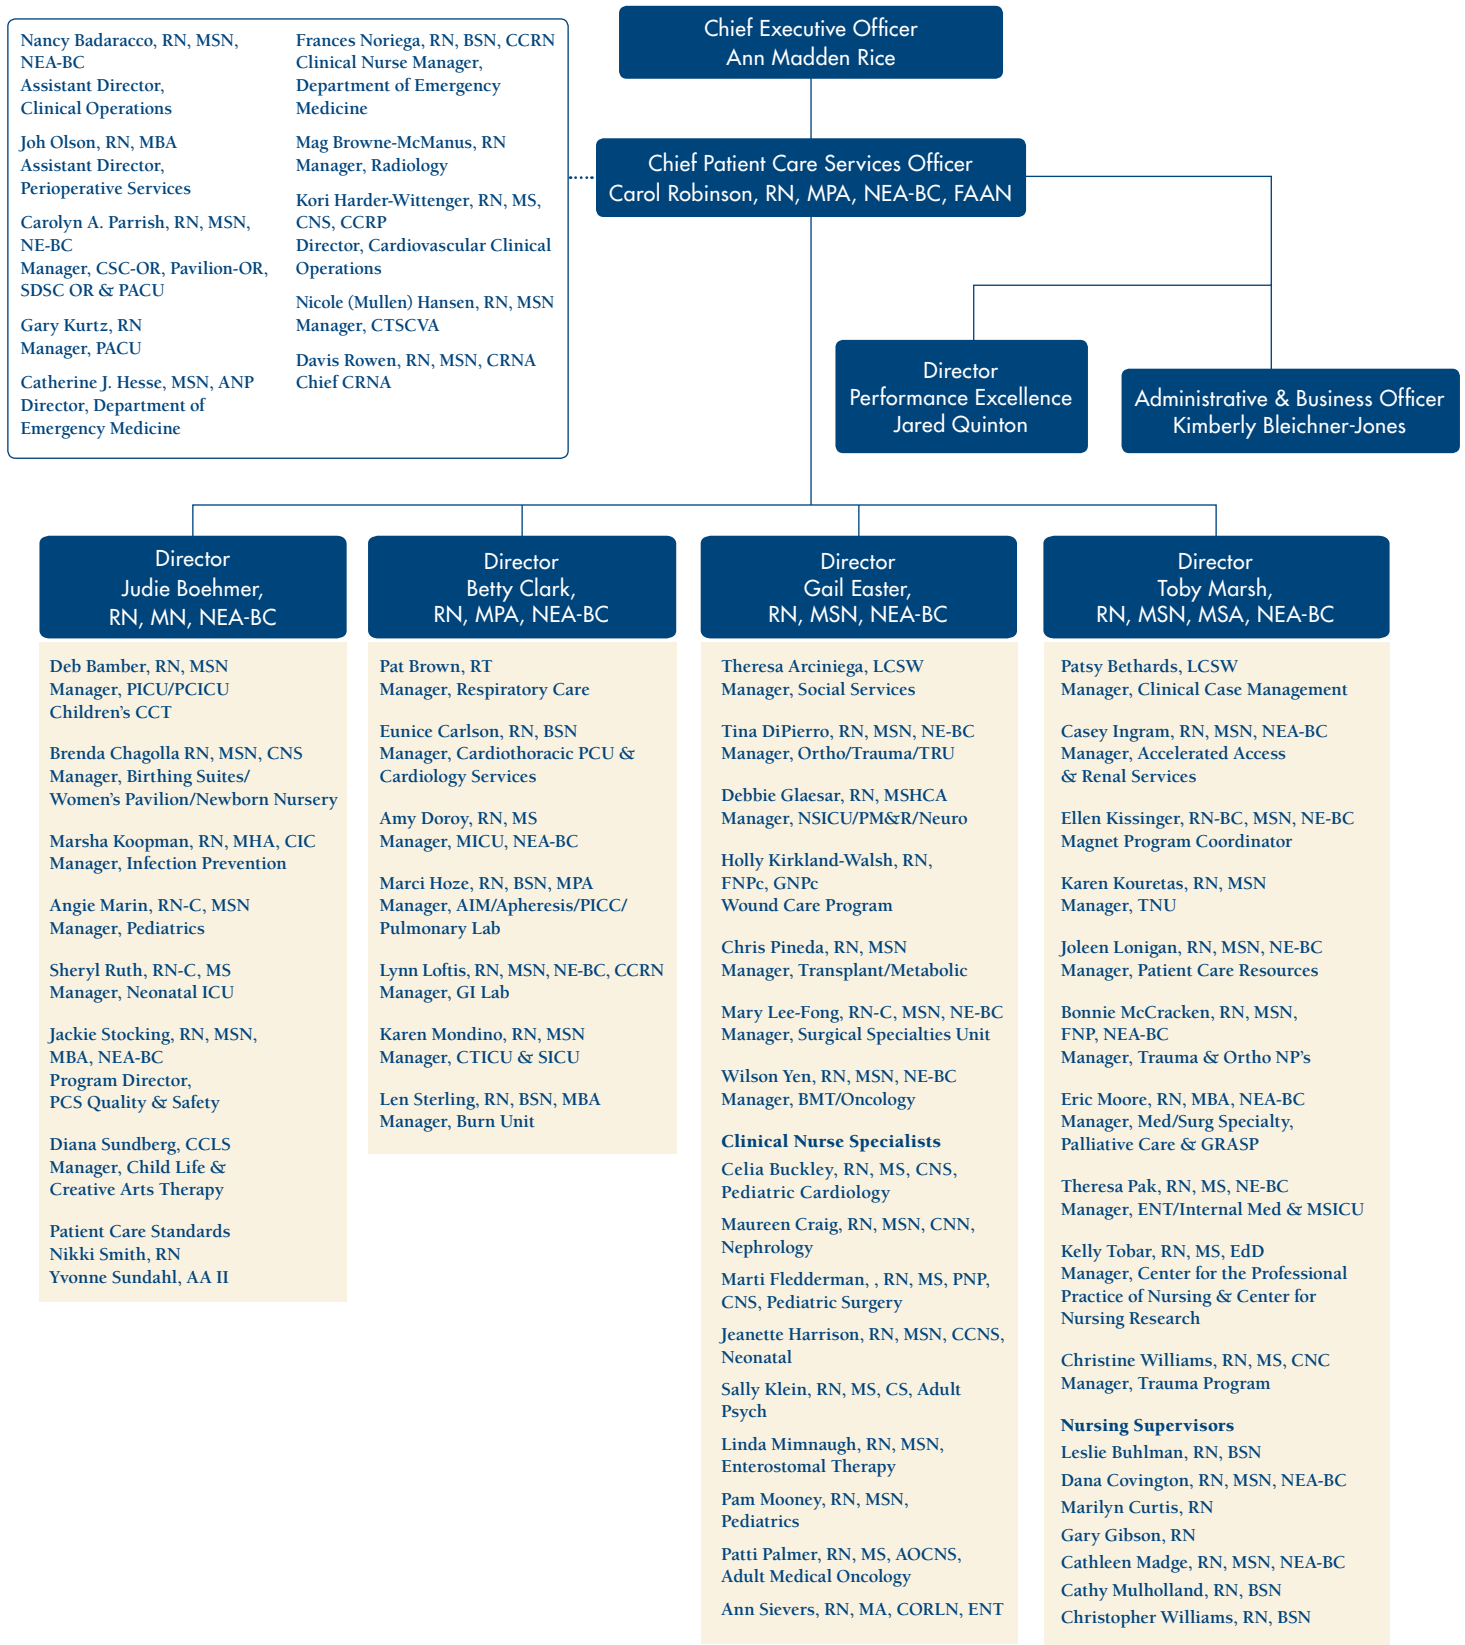 Chief Executive Officer
Ann Madden Rice
Nancy Badaracco, RN, MSN,
NEA-BC
Assistant Director,
Clinical Operations
Joh Olson, RN, MBA
Assistant Director,
Perioperative Services
Carolyn A. Parrish, RN, MSN,
NE-BC
Manager, CSC-OR, Pavilion-OR,
SDSC OR & PACU
Gary Kurtz, RN
Manager, PACU
Catherine J. Hesse, MSN, ANP
Director, Department of
Emergency Medicine
Frances Noriega, RN, BSN, CCRN
Clinical Nurse Manager,
Department of Emergency
Medicine
Mag Browne-McManus, RN
Manager, Radiology
Kori Harder-Wittenger, RN, MS,
CNS, CCRP
Director, Cardiovascular Clinical
Operations
Nicole (Mullen) Hansen, RN, MSN
Manager, CTSCVA
Davis Rowen, RN, MSN, CRNA
Chief CRNA
Chief Patient Care Services Officer
Carol Robinson, RN, MPA, NEA-BC, FAAN
Director
Performance Excellence
Jared Quinton
Administrative & Business Officer
Kimberly Bleichner-Jones
Director
Judie Boehmer,
RN, MN, NEA-BC
Deb Bamber, RN, MSN
Manager, PICU/PCICU
Children's CCT
Brenda Chagolla RN, MSN, CNS
Manager, Birthing Suites/
Women's Pavilion/Newborn Nursery
Marsha Koopman, RN, MHA, CIC
Manager, Infection Prevention
Angie Marin, RN-C, MSN
Manager, Pediatrics
Sheryl Ruth, RN-C, MS
Manager, Neonatal ICU
Jackie Stocking, RN, MSN,
MBA, NEA-BC
Program Director,
PCS Quality & Safety
Diana Sundberg, CCLS
Manager, Child Life &
Creative Arts Therapy
Patient Care Standards
Nikki Smith, RN
Yvonne Sundahl, AA II
Director
Betty Clark,
RN, MPA, NEA-BC
Pat Brown, RT
Manager, Respiratory Care
Eunice Carlson, RN, BSN
Manager, Cardiothoracic PCU &
Cardiology Services
Amy Doroy, RN, MS
Manager, MICU, NEA-BC
Marci Hoze, RN, BSN, MPA
Manager, AIM/Apheresis/PICC/
Pulmonary Lab
Lynn Loftis, RN, MSN, NE-BC, CCRN
Manager, GI Lab
Karen Mondino, RN, MSN
Manager, CTICU & SICU
Len Sterling, RN, BSN, MBA
Manager, Burn Unit
Director
Gail Easter,
RN, MSN, NEA-BC
Theresa Arciniega, LCSW
Manager, Social Services
Tina DiPierro, RN, MSN, NE-BC
Manager, Ortho/Trauma/TRU
Debbie Glaesar, RN, MSHCA
Manager, NSICU/PM&R/Neuro
Holly Kirkland-Walsh, RN,
FNPc, GNPc
Wound Care Program
Chris Pineda, RN, MSN
Manager, Transplant/Metabolic
Mary Lee-Fong, RN-C, MSN, NE-BC
Manager, Surgical Specialties Unit
Wilson Yen, RN, MSN, NE-BC
Manager, BMT/Oncology
Clinical Nurse Specialists
Celia Buckley, RN, MS, CNS,
Pediatric Cardiology
Maureen Craig, RN, MSN, CNN,
Nephrology
Marti Fledderman, , RN, MS, PNP,
CNS, Pediatric Surgery
Jeanette Harrison, RN, MSN, CCNS,
Neonatal
Sally Klein, RN, MS, CS, Adult
Psych
Linda Mimnaugh, RN, MSN,
Enterostomal Therapy
Pam Mooney, RN, MSN,
Pediatrics
Patti Palmer, RN, MS, AOCNS,
Adult Medical Oncology
Ann Sievers, RN, MA, CORLN, ENT
Director
Toby Marsh,
RN, MSN, MSA, NEA-BC
Patsy Bethards, LCSW
Manager, Clinical Case Management
Casey Ingram, RN, MSN, NEA-BC
Manager, Accelerated Access
& Renal Services
Ellen Kissinger, RN-BC, MSN, NE-BC
Magnet Program Coordinator
Karen Kouretas, RN, MSN
Manager, TNU
Joleen Lonigan, RN, MSN, NE-BC
Manager, Patient Care Resources
Bonnie McCracken, RN, MSN,
FNP, NEA-BC
Manager, Trauma & Ortho NP's
Eric Moore, RN, MBA, NEA-BC
Manager, Med/Surg Specialty,
Palliative Care & GRASP
Theresa Pak, RN, MS, NE-BC
Manager, ENT/Internal Med & MSICU
Kelly Tobar, RN, MS, EdD
Manager, Center for the Professional
Practice of Nursing & Center for
Nursing Research
Christine Williams, RN, MS, CNC
Manager, Trauma Program
Nursing Supervisors
Leslie Buhlman, RN, BSN
Dana Covington, RN, MSN, NEA-BC
Marilyn Curtis, RN
Gary Gibson, RN
Cathleen Madge, RN, MSN, NEA-BC
Cathy Mulholland, RN, BSN
Christopher Williams, RN, BSN